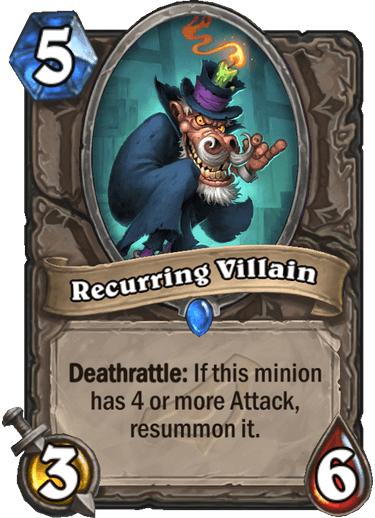 5
Recurring Villain
Deathrattle: If this minion
has 4 or more Attack,
resummon it.
3
6